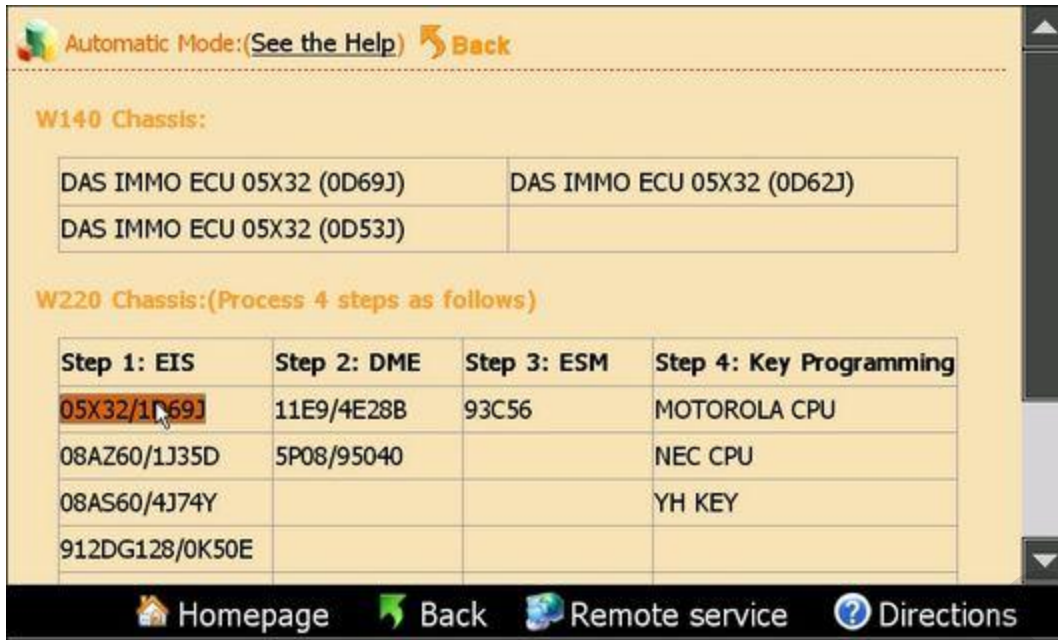 Automatic Mode:(See the Help) Back
W140 Chassis:
DAS IMMO ECU 05X32 (0D69J) DAS IMMO ECU 05X32 (0D62J)
DAS IMMO ECU 05X32 (0D53J)
W220 Chassis:(Process 4 steps as follows)
Step 1: EIS Step 2: DME Step 3: ESM Step 4: Key Programming
05X32/1D69J 11E9/4E28B 93C56 MOTOROLA CPU
08AZ60/1J35D 5P08/95040 NEC CPU
08AS60/4J74Y YH KEY
912DG128/0K50E
Homepage Back Remote service Directions